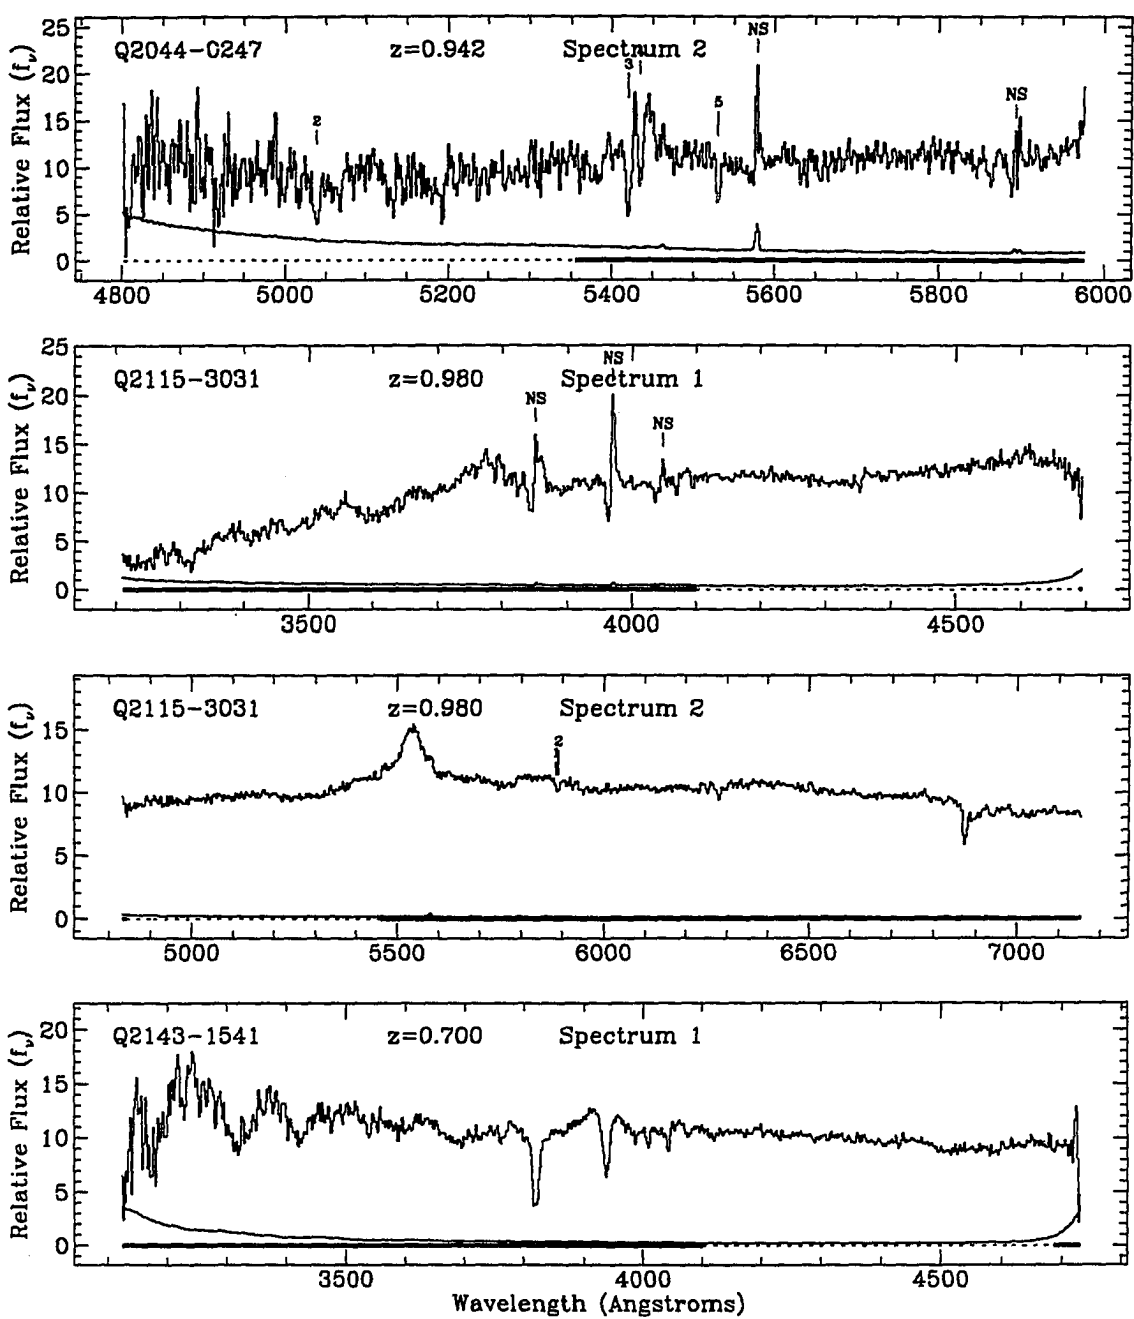 Q2044-0247 z=0.942 Spectrum 2
NS
3
2
5
NS
Relative Flux (fν)
25
20
15
10
5
0
4800 5000 5200 5400 5600 5800 6000
Q2115-3031 z=0.980 Spectrum 1
NS
NS
NS
Relative Flux (fν)
25
20
15
10
5
0
3500 4000 4500
Q2115-3031 z=0.980 Spectrum 2
2
Relative Flux (fν)
15
10
5
0
5000 5500 6000 6500 7000
Q2143-1541 z=0.700 Spectrum 1
Relative Flux (fν)
20
15
10
5
0
3500 4000 4500
Wavelength (Angstroms)